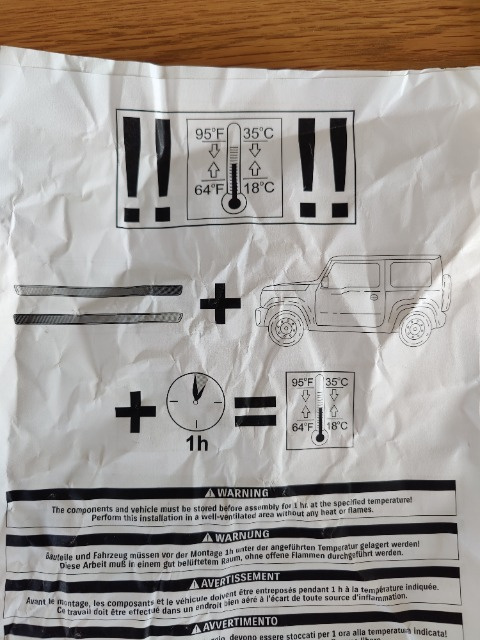 !! 95°F 35°C !!
64°F 18°C
+
+ = 95°F 35°C
1h 64°F 18°C
WARNING
The components and vehicle must be stored before assembly for 1 hr. at the specified temperature!
Perform this installation in a well-ventilated area without any heat or flames.
WARNUNG
Bauteile und Fahrzeug müssen vor der Montage 1h unter der angeführten Temperatur gelagert werden!
Diese Arbeit muß in einem gut belüftetem Raum, ohne offene Flammen durchgeführt werden.
AVERTISSEMENT
Avant le montage, les composants et le véhicule doivent être entreposés pendant 1 h à la température indiquée.
Ce travail doit être effectué dans un endroit bien aéré à l'écart de toute source d'inflammation.
AVVERTIMENTO
devono essere stoccati per 1 ora alla temperatura indicata!